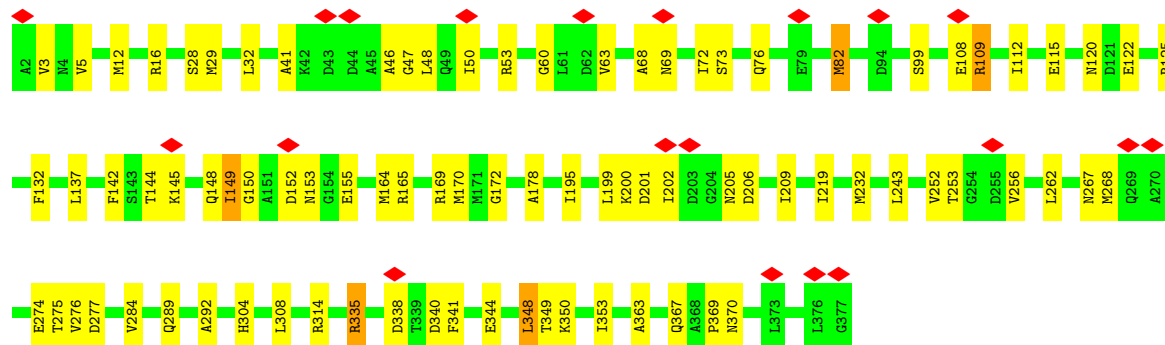 A2 V3 N4 V5 M12 R16 S28 M29 L32 A41 K42 D43 D44 A45 A46 G47 L48 Q49 I50 R53 G60 L61 D62 V63 A68 N69 I72 S73 Q76 E79 M82 D94 S99 E108 R109 I112 E115 N120 D121 E122
F132 L137 F142 S143 T144 K145 Q148 I149 G150 A151 D152 N153 G154 E155 M164 R165 R169 M170 M171 G172 A178 I195 L199 K200 D201 I202 D203 G204 N205 D206 I209 I219 M232 L243 V252 T253 G254 D255 V256 L262 N267 M268 Q269 A270
E274 T275 V276 D277 V284 Q289 A292 H304 L308 R314 R335 D338 T339 D340 F341 E344 L348 T349 K350 I353 A363 Q367 A368 P369 N370 L373 L376 G377